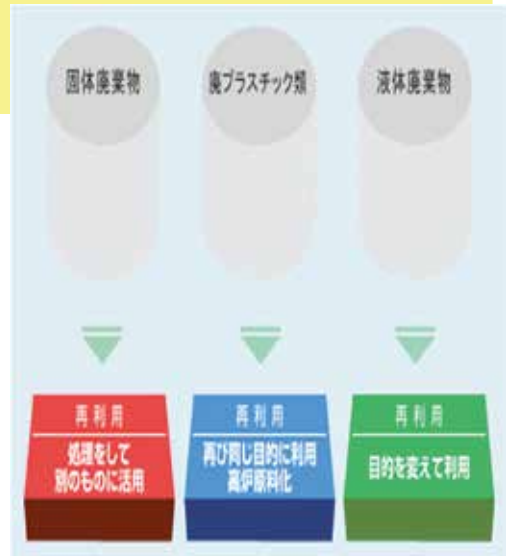 固体廃棄物
廃プラスチック類
液体廃棄物
再利用
処理をして
別のものに活用
再利用
再び同じ目的に利用
高炉原料化
再利用
目的を変えて利用